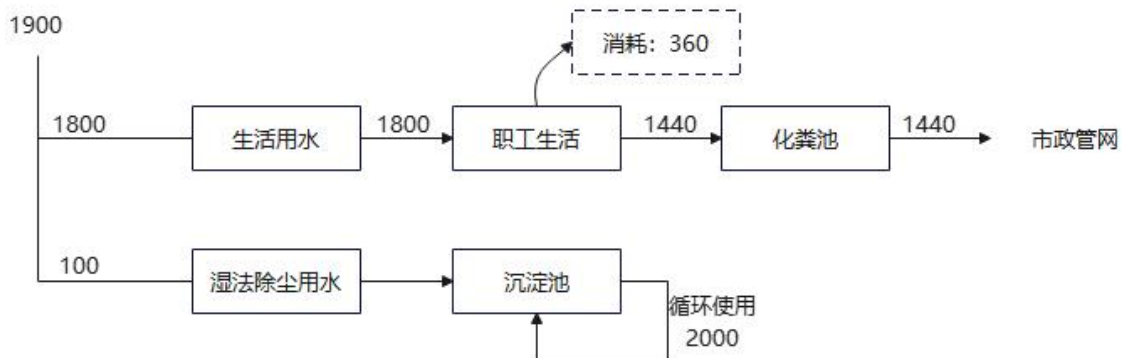 1900
消耗：360
1800
生活用水
1800
职工生活
1440
化粪池
1440
市政管网
100
湿法除尘用水
沉淀池
循环使用
2000